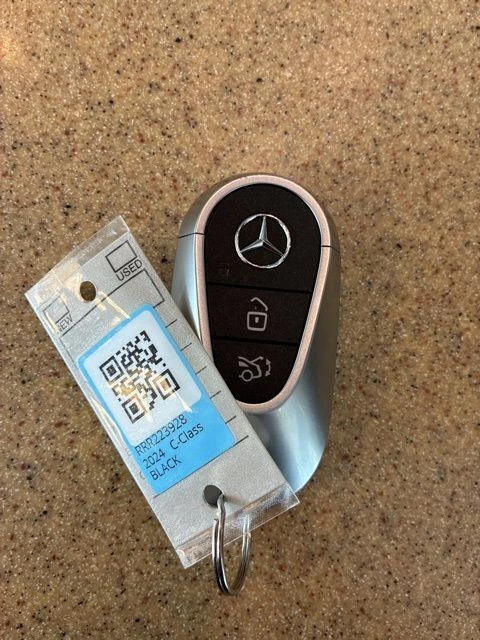 USED
NEW
RRR223928
2024 C-Class
BLACK